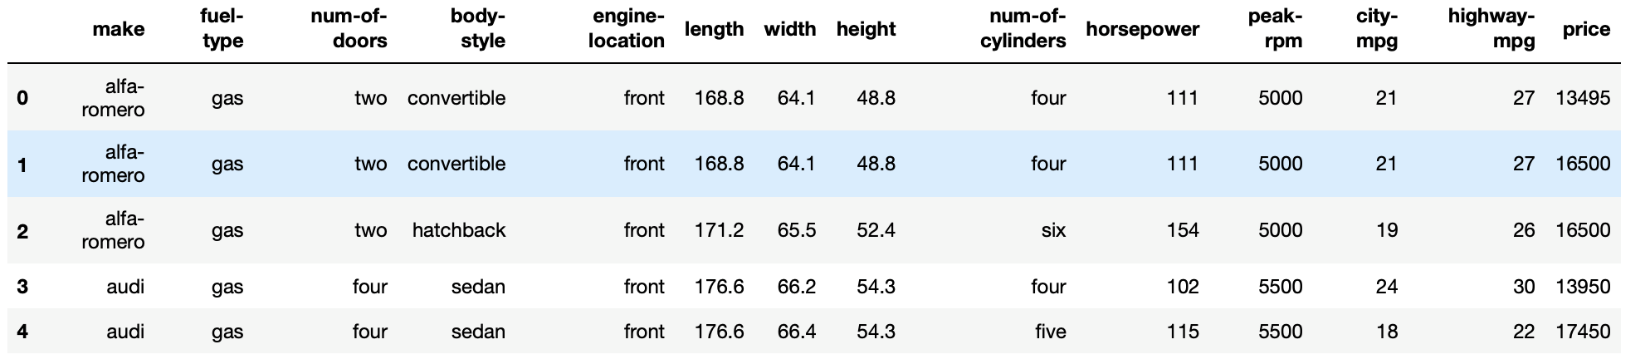 make fuel-type num-of-doors body-style engine-location length width height num-of-cylinders horsepower peak-rpm city-mpg highway-mpg price
0 alfa-romero gas two convertible front 168.8 64.1 48.8 four 111 5000 21 27 13495
1 alfa-romero gas two convertible front 168.8 64.1 48.8 four 111 5000 21 27 16500
2 alfa-romero gas two hatchback front 171.2 65.5 52.4 six 154 5000 19 26 16500
3 audi gas four sedan front 176.6 66.2 54.3 four 102 5500 24 30 13950
4 audi gas four sedan front 176.6 66.4 54.3 five 115 5500 18 22 17450